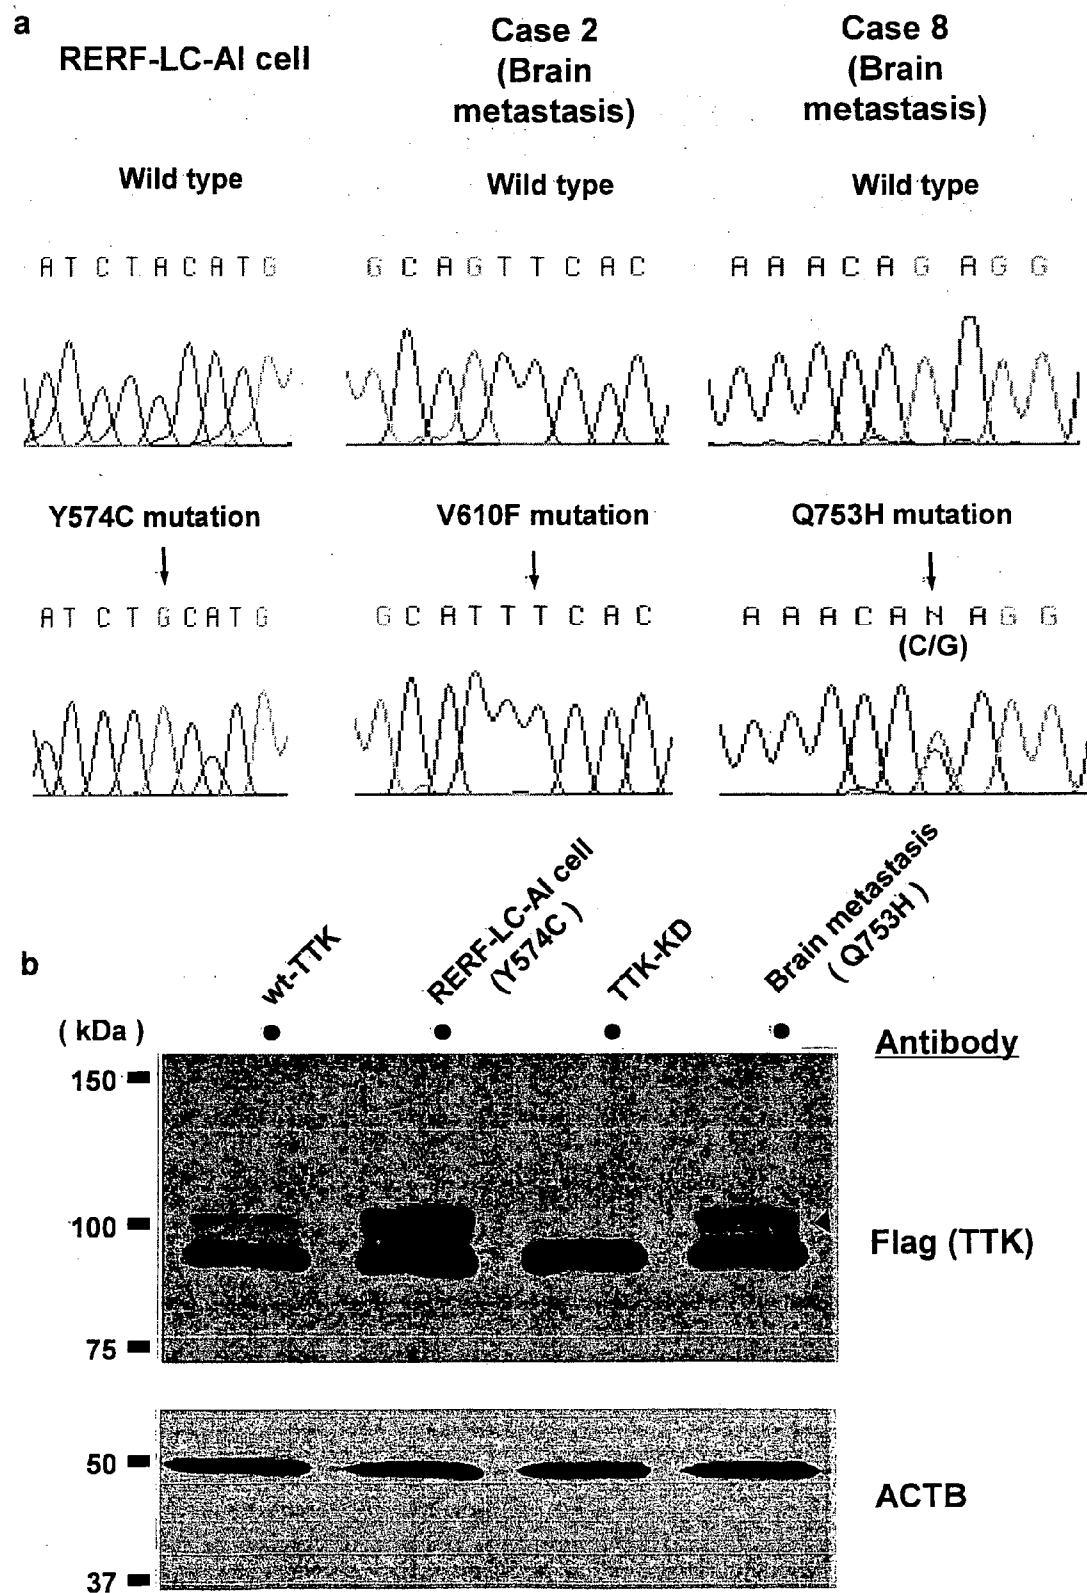 a
RERF-LC-AI cell
Case 2
(Brain
metastasis)
Case 8
(Brain
metastasis)
Wild type
Wild type
Wild type
A T C T A C A T G
G C A G T T C A C
A A A C A G A G G
Y574C mutation
V610F mutation
Q753H mutation
A T C T G C A T G
G C A T T T C A C
A A A C A N A G G
(C/G)
b
wt-TTK
RERF-LC-AI cell
(Y574C)
TTK-KD
Brain metastasis
(Q753H)
(kDa)
Antibody
150
100
75
Flag (TTK)
50
37
ACTB